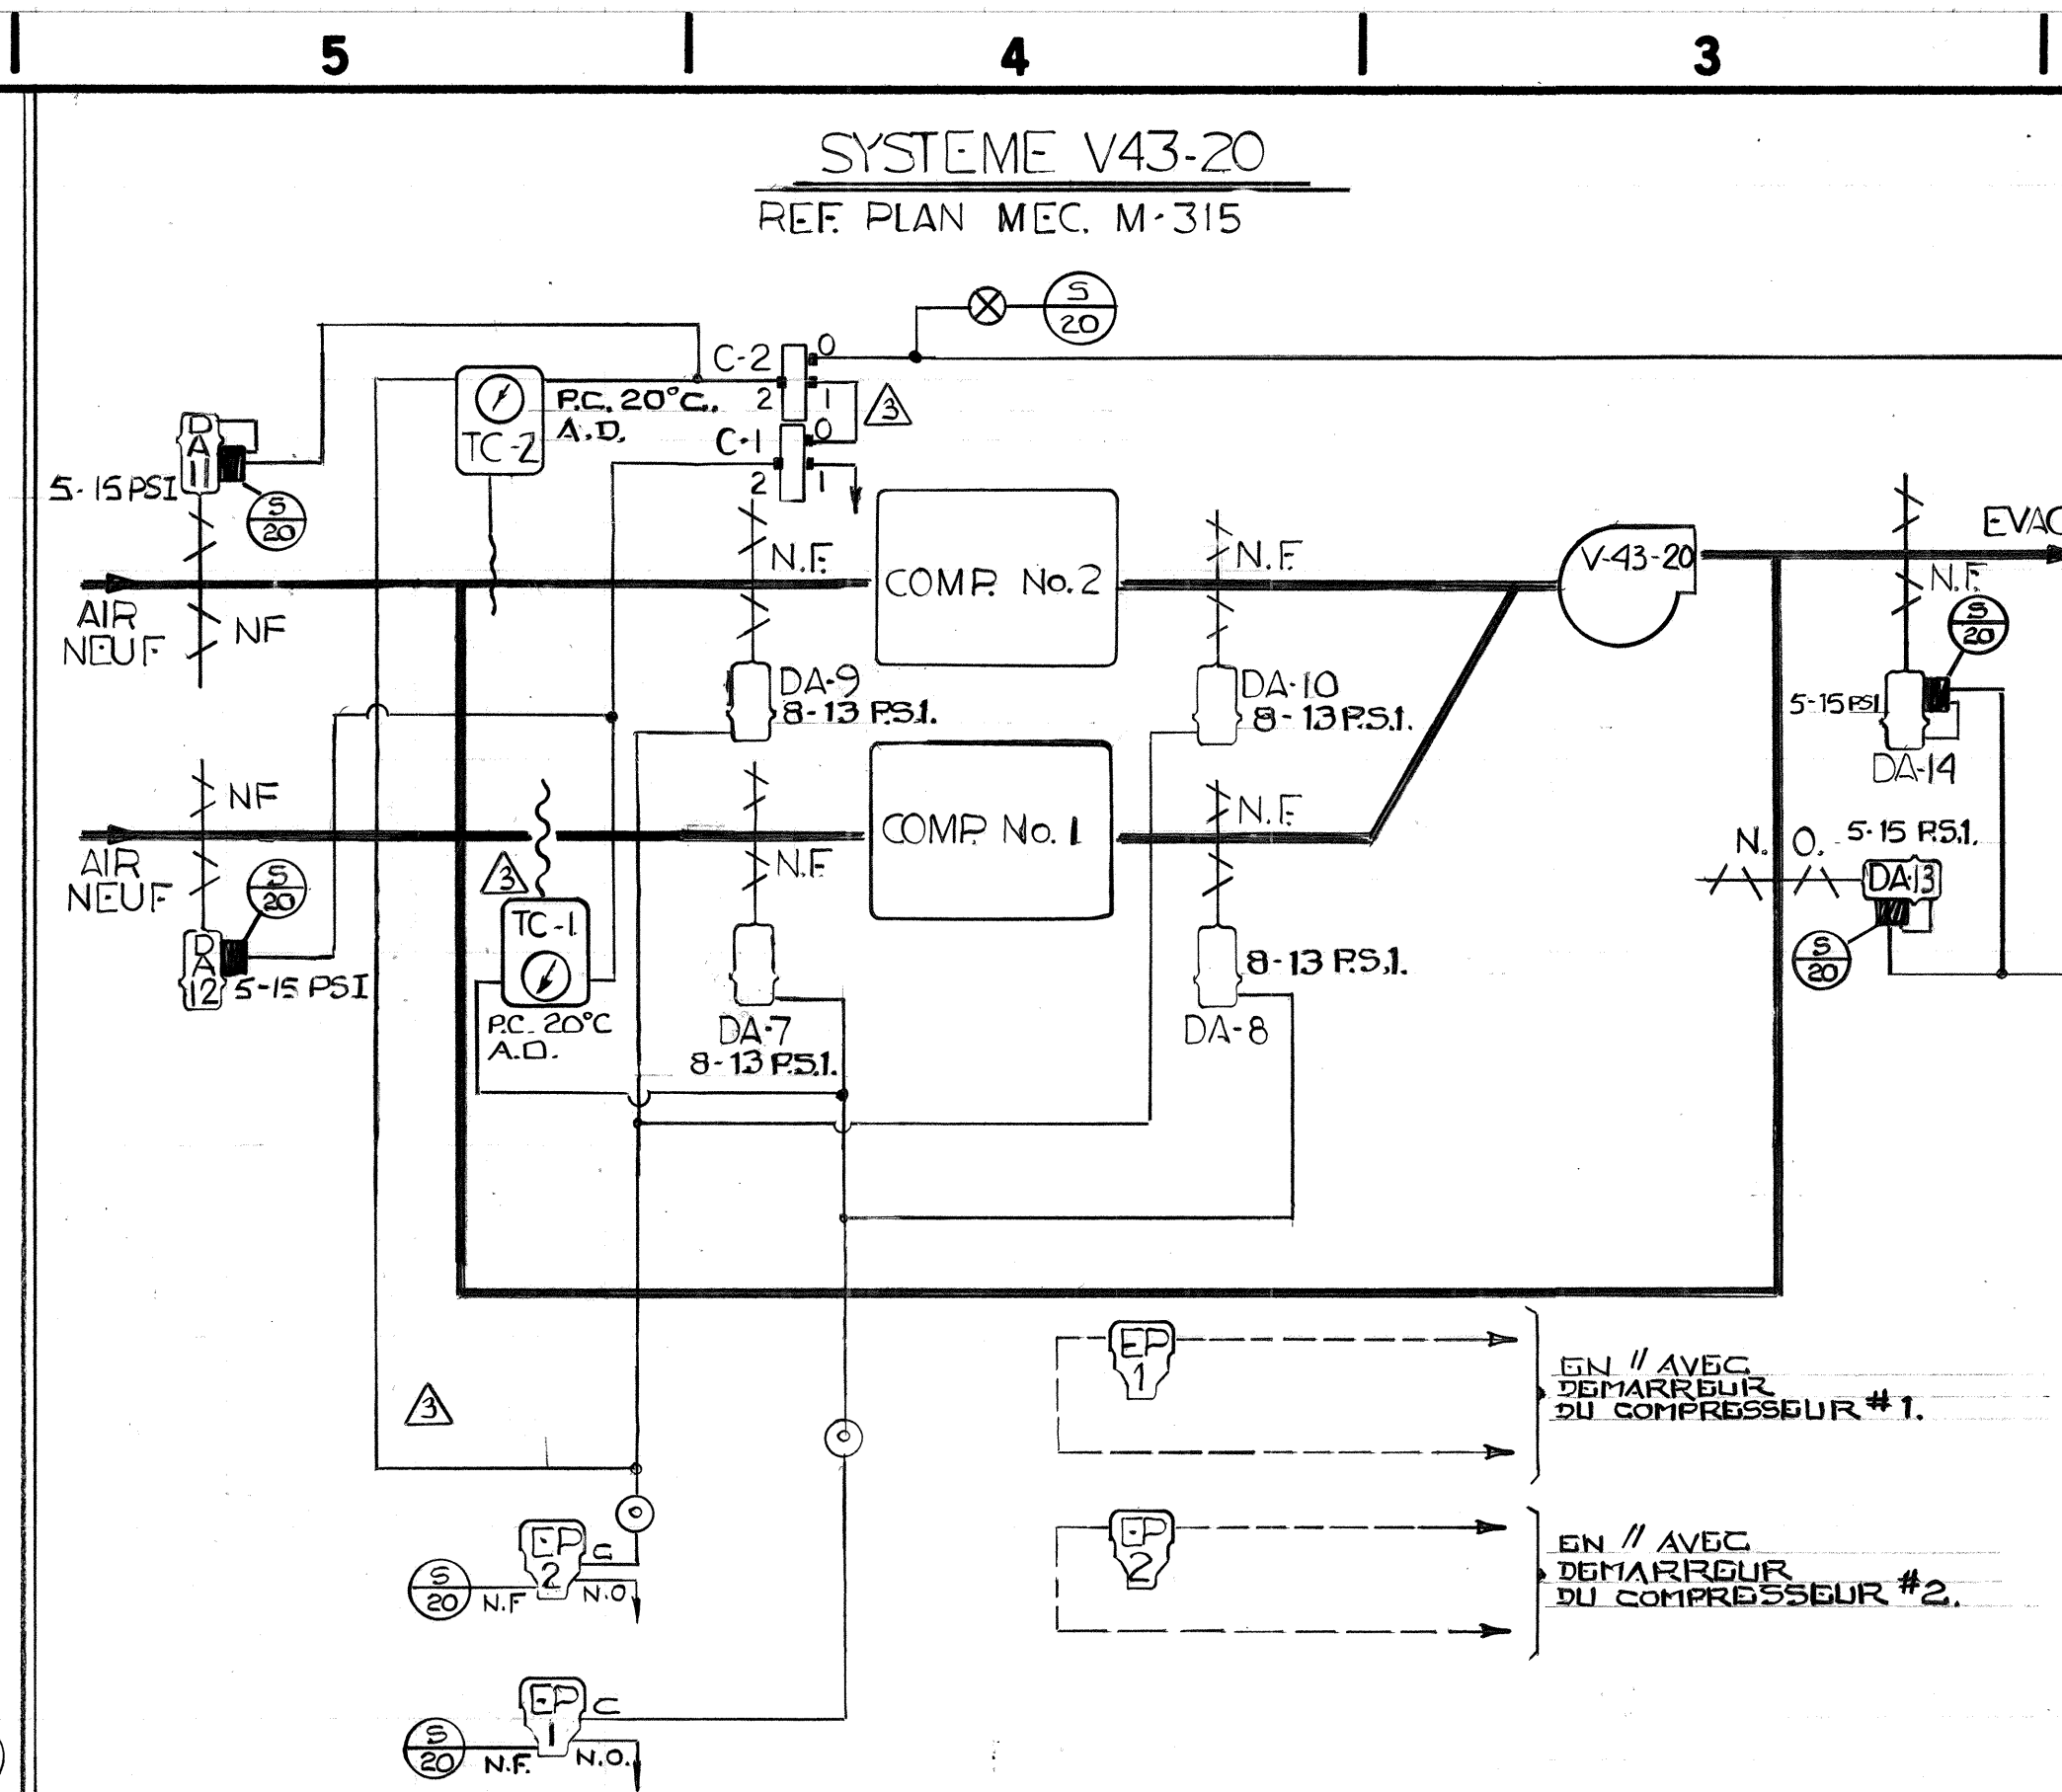 5
4
3
SYSTEME V43-20
REF. PLAN MEC. M-315
S
20
C-2
0
2
1
3
P.C. 20°C.
A.D.
TC-2
C-1
0
2
1
DA
11
5-15 PSI
S
20
N.F.
COMP. No.2
N.F.
V-43-20
N.F.
AIR
NEUF
NF
S
20
DA-9
8-13 P.S.I.
DA-10
8-13 P.S.I.
5-15 PSI
DA-14
NF
AIR
NEUF
S
20
3
N.F
COMP. No.1
N.F.
N. O.
5-15 P.S.I.
DA-13
S
20
DA
12
5-15 PSI
TC-1
P.C. 20°C
A.D.
DA-7
8-13 P.S.I.
8-13 P.S.I.
DA-8
3
EP
1
EN // AVEC
DEMARREUR
DU COMPRESSEUR #1.
EP
2
EN // AVEC
DEMARREUR
DU COMPRESSEUR #2.
EP
2
C
S
20
N.F
N.O
EP
1
C
S
20
N.F.
N.O.